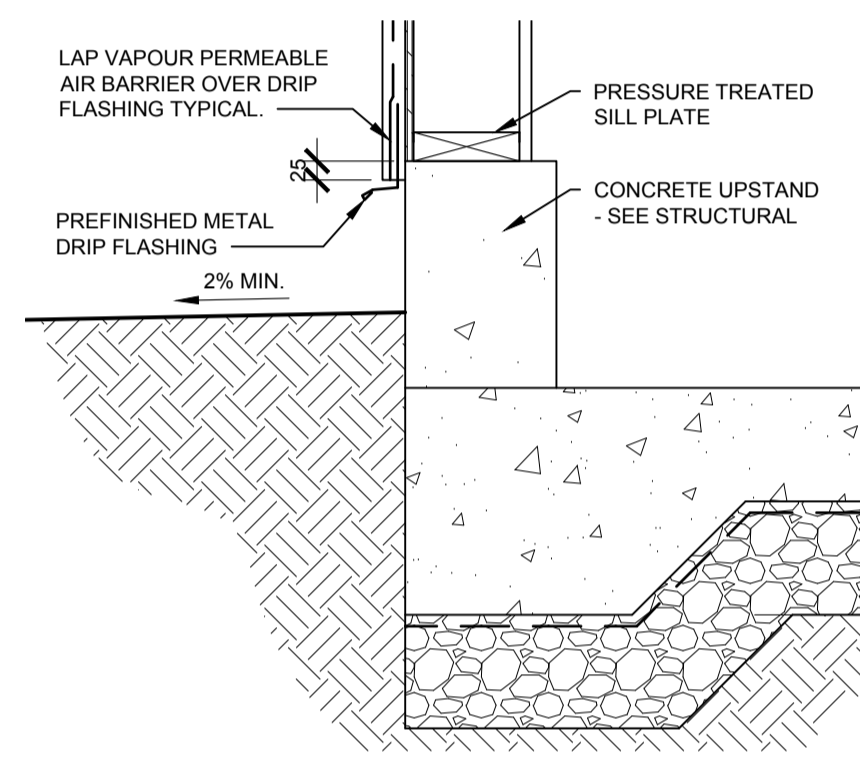 LAP VAPOUR PERMEABLE
AIR BARRIER OVER DRIP
FLASHING TYPICAL.
PRESSURE TREATED
SILL PLATE
25
CONCRETE UPSTAND
- SEE STRUCTURAL
PREFINISHED METAL
DRIP FLASHING
2% MIN.